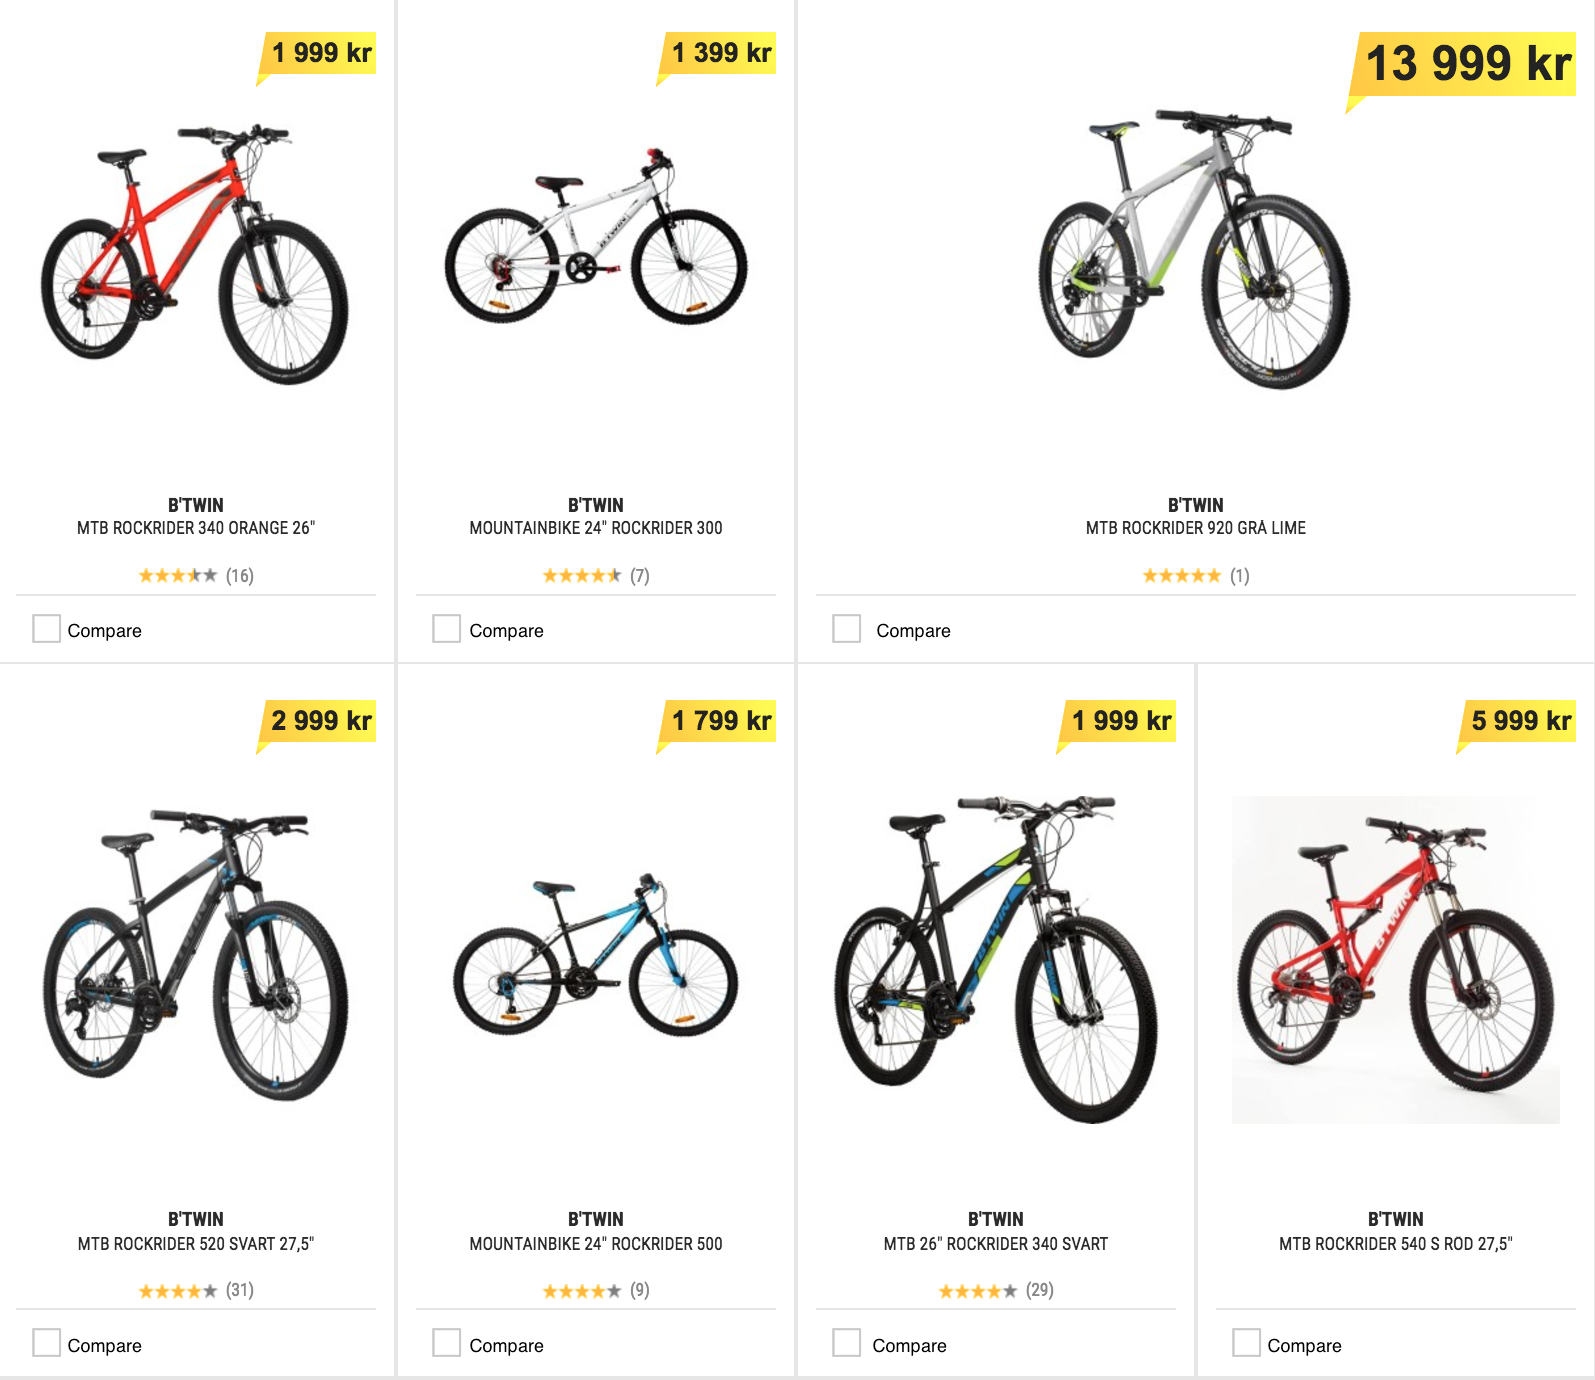 1 999 kr
B'TWIN
MTB ROCKRIDER 340 ORANGE 26"
(16)
Compare
1 399 kr
B'TWIN
B'TWIN
MOUNTAINBIKE 24" ROCKRIDER 300
(7)
Compare
13 999 kr
B'TWIN
MTB ROCKRIDER 920 GRÅ LIME
(1)
Compare
2 999 kr
B'TWIN
MTB ROCKRIDER 520 SVART 27,5"
(31)
Compare
1 799 kr
B'TWIN
MOUNTAINBIKE 24" ROCKRIDER 500
(9)
Compare
1 999 kr
B'TWIN
B'TWIN
MTB 26" ROCKRIDER 340 SVART
(29)
Compare
5 999 kr
B'TWIN
B'TWIN
MTB ROCKRIDER 540 S ROD 27,5"
Compare